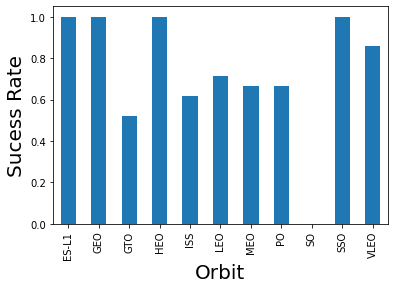 1.0
0.8
0.6
0.4
0.2
0.0
Sucess Rate
ES-L1
GEO
GTO
HEO
ISS
LEO
MEO
PO
SO
SSO
VLEO
Orbit